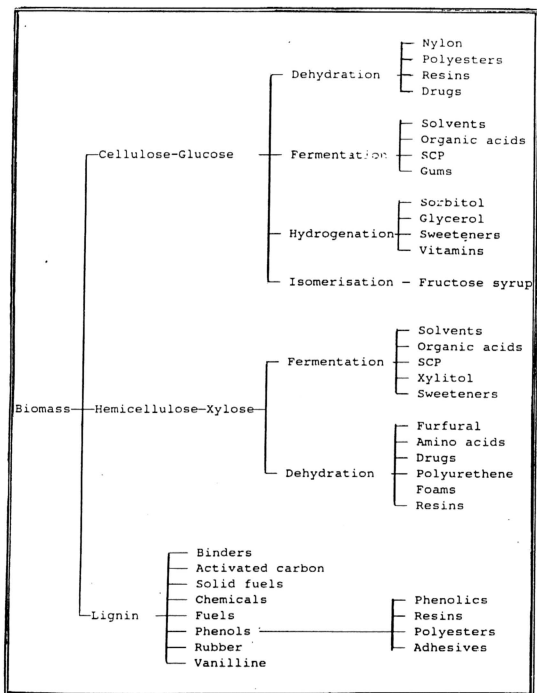 Nylon
Polyesters
Dehydration
Resins
Drugs
Solvents
Organic acids
Cellulose-Glucose
Fermentation
SCP
Gums
Sorbitol
Glycerol
Hydrogenation
Sweeteners
Vitamins
Isomerisation – Fructose syrup
Solvents
Organic acids
Fermentation
SCP
Xylitol
Sweeteners
Biomass
Hemicellulose-Xylose
Furfural
Amino acids
Drugs
Dehydration
Polyurethene
Foams
Resins
Binders
Activated carbon
Solid fuels
Chemicals
Lignin
Fuels
Phenols
Rubber
Vanilline
Phenolics
Resins
Polyesters
Adhesives